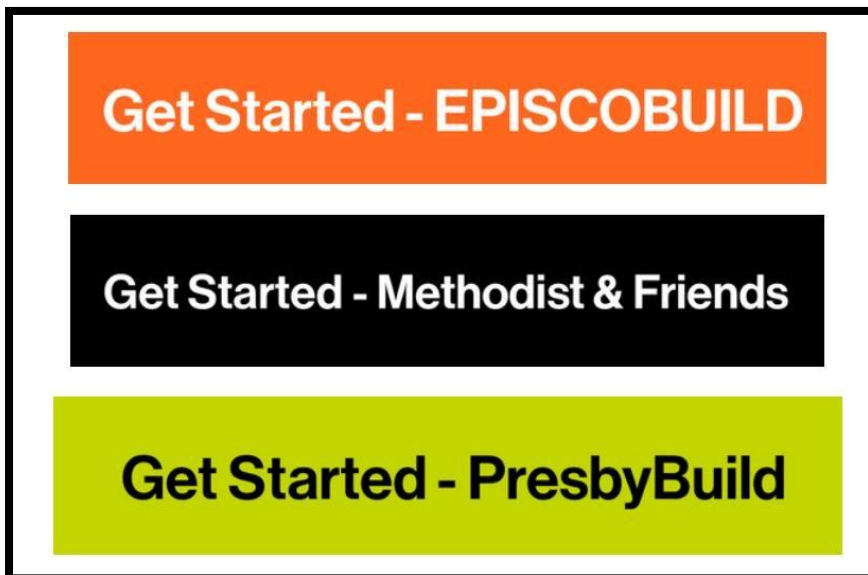 Get Started - EPISCOBUILD
Get Started - Methodist & Friends
Get Started - PresbyBuild